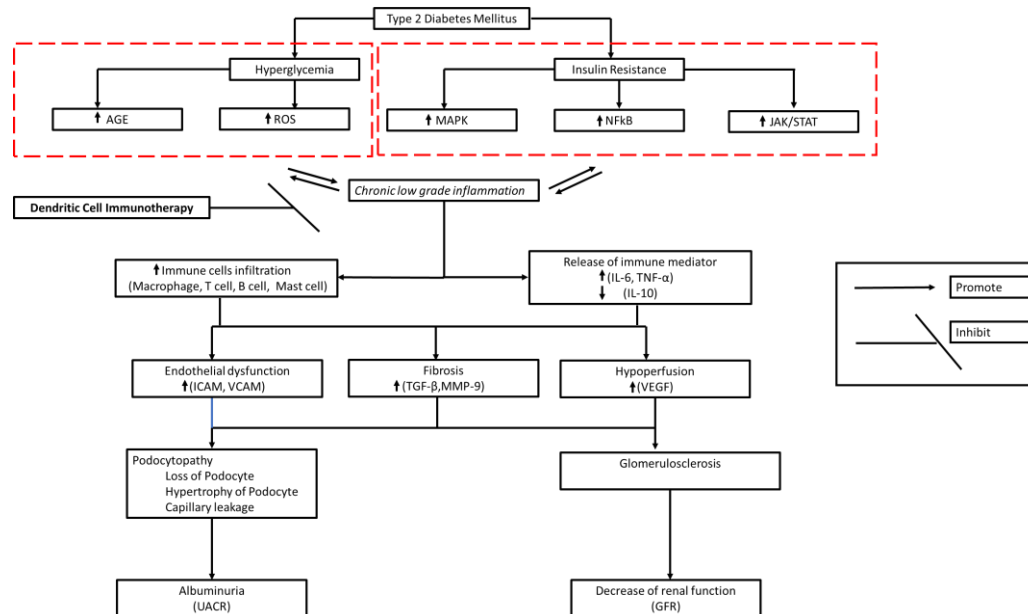 Type 2 Diabetes Mellitus
Hyperglycemia
Insulin Resistance
AGE
ROS
MAPK
NFkB
JAK/STAT
Chronic low grade inflammation
Dendritic Cell Immunotherapy
Immune cells infiltration
(Macrophage, T cell, B cell, Mast cell)
Release of immune mediator
(IL-6, TNF-α)
(IL-10)
Promote
Inhibit
Endothelial dysfunction
(ICAM, VCAM)
Fibrosis
(TGF-β,MMP-9)
Hypoperfusion
(VEGF)
Podocytopathy
Loss of Podocyte
Hypertrophy of Podocyte
Capillary leakage
Glomerulosclerosis
Albuminuria
(UACR)
Decrease of renal function
(GFR)